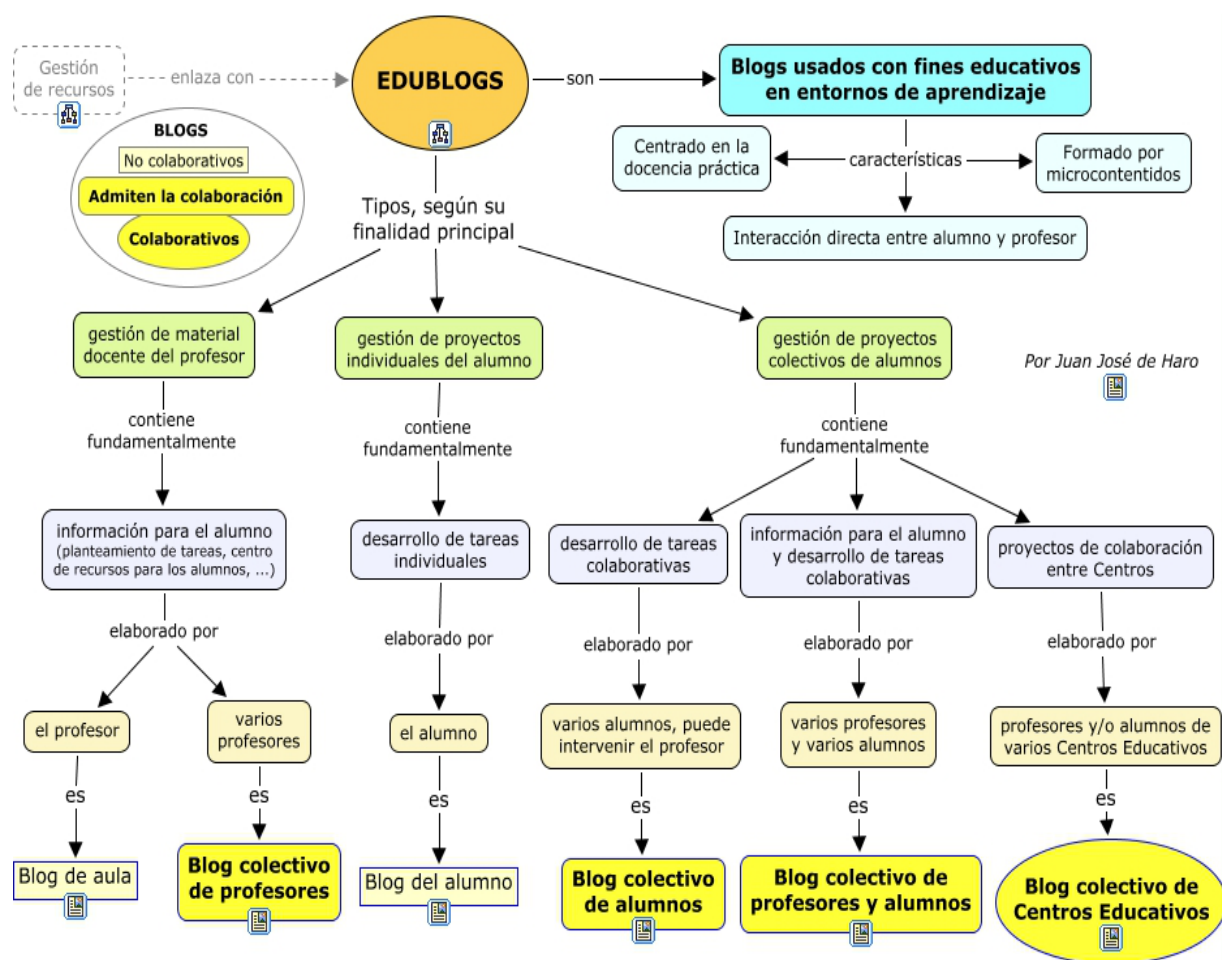 Gestión
de recursos
enlaza con
EDUBLOGS
son
Blogs usados con fines educativos
en entornos de aprendizaje
BLOGS
No colaborativos
Admiten la colaboración
Colaborativos
Centrado en la
docencia práctica
características
Formado por
microcontenidos
Interacción directa entre alumno y profesor
Tipos, según su
finalidad principal
gestión de material
docente del profesor
gestión de proyectos
individuales del alumno
gestión de proyectos
colectivos de alumnos
Por Juan José de Haro
contiene
fundamentalmente
contiene
fundamentalmente
contiene
fundamentalmente
información para el alumno
(planteamiento de tareas, centro
de recursos para los alumnos, ...)
desarrollo de tareas
individuales
desarrollo de tareas
colaborativas
información para el alumno
y desarrollo de tareas
colaborativas
proyectos de colaboración
entre Centros
elaborado por
elaborado por
elaborado por
elaborado por
elaborado por
el profesor
varios
profesores
el alumno
varios alumnos, puede
intervenir el profesor
varios profesores
y varios alumnos
profesores y/o alumnos de
varios Centros Educativos
es
es
es
es
es
es
Blog de aula
Blog colectivo
de profesores
Blog del alumno
Blog colectivo
de alumnos
Blog colectivo de
profesores y alumnos
Blog colectivo de
Centros Educativos